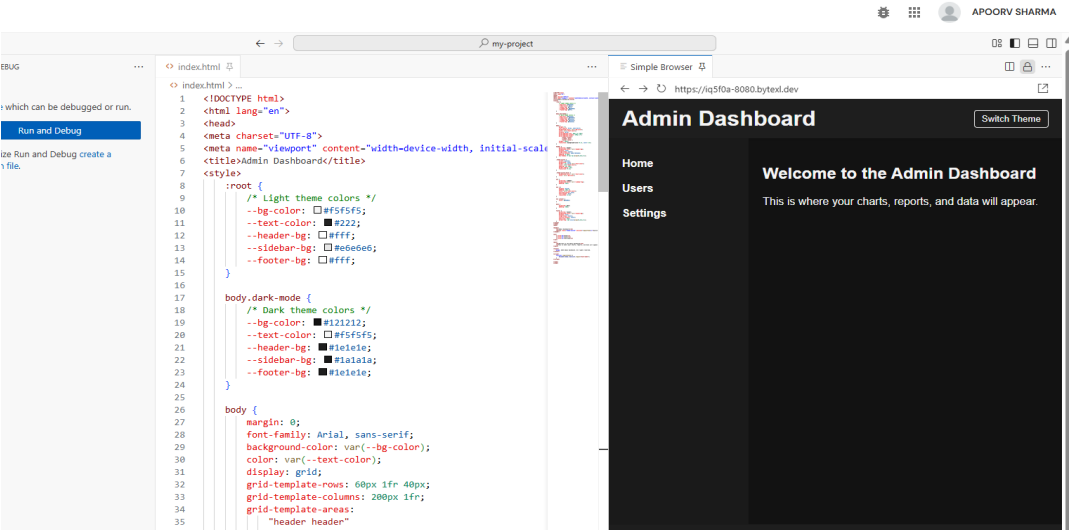 APOORV SHARMA
my-project
EBUG
...
which can be debugged or run.
Run and Debug
ize Run and Debug create a
file.
index.html
...
index.html > ...
1 <!DOCTYPE html>
2 <html lang="en">
3 <head>
4 <meta charset="UTF-8">
5 <meta name="viewport" content="width=device-width, initial-scale
6 <title>Admin Dashboard</title>
7 <style>
8 :root {
9 /* Light theme colors */
10 --bg-color: #f5f5f5;
11 --text-color: #222;
12 --header-bg: #fff;
13 --sidebar-bg: #e6e6e6;
14 --footer-bg: #fff;
15 }
16
17 body.dark-mode {
18 /* Dark theme colors */
19 --bg-color: #121212;
20 --text-color: #f5f5f5;
21 --header-bg: #1e1e1e;
22 --sidebar-bg: #1a1a1a;
23 --footer-bg: #1e1e1e;
24 }
25
26 body {
27 margin: 0;
28 font-family: Arial, sans-serif;
29 background-color: var(--bg-color);
30 color: var(--text-color);
31 display: grid;
32 grid-template-rows: 60px 1fr 40px;
33 grid-template-columns: 200px 1fr;
34 grid-template-areas:
35 "header header"
Simple Browser
...
https://iq5f0a-8080.bytexl.dev
Admin Dashboard
Switch Theme
Home
Users
Settings
Welcome to the Admin Dashboard
This is where your charts, reports, and data will appear.